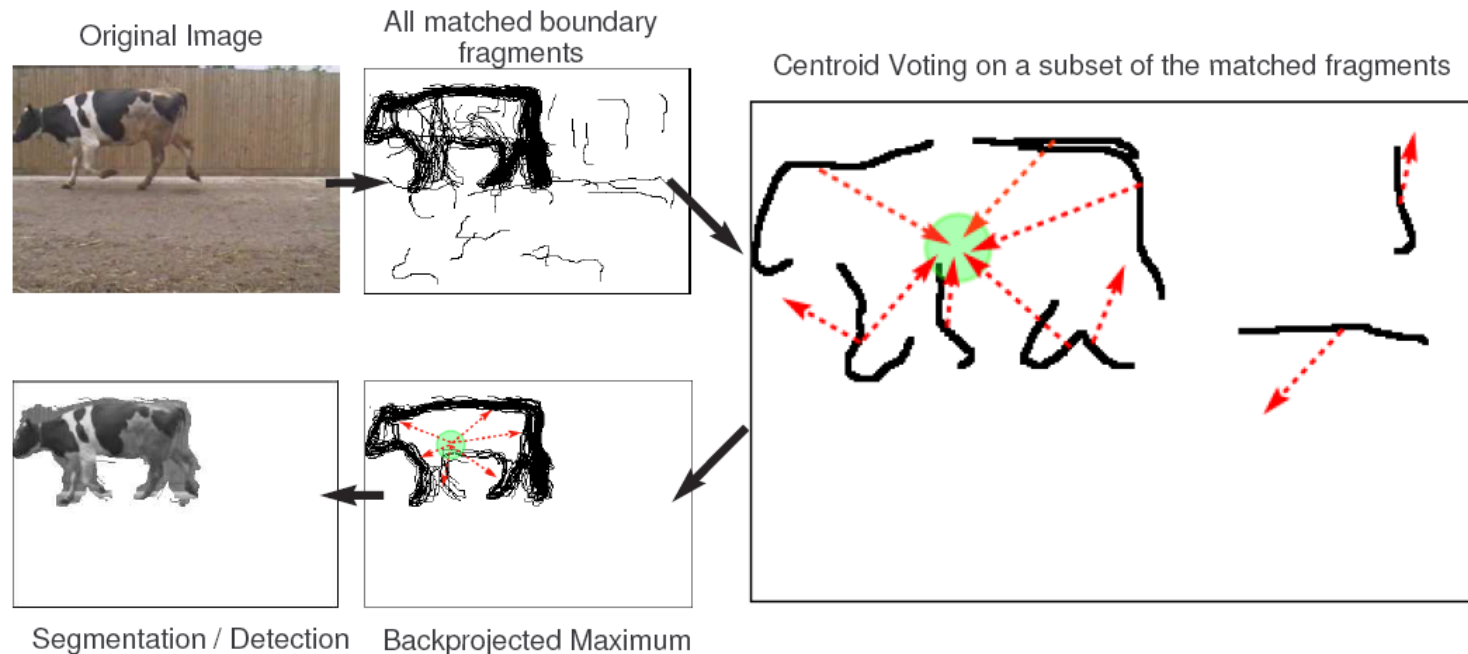 Original Image
All matched boundary
fragments
Centroid Voting on a subset of the matched fragments
Segmentation / Detection
Backprojected Maximum